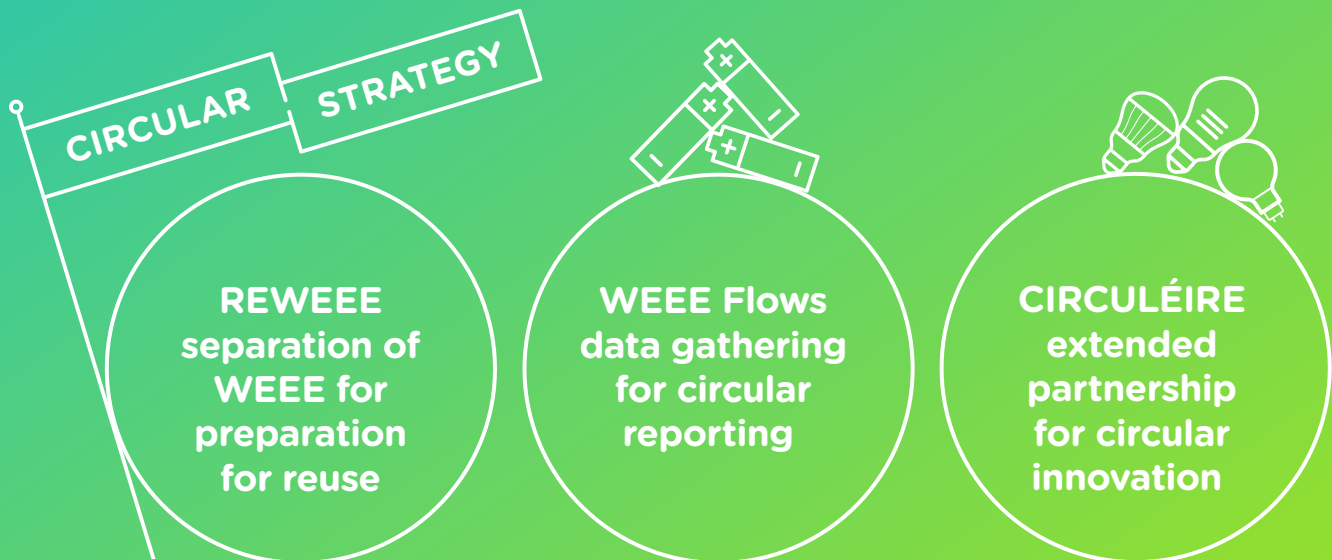 CIRCULAR STRATEGY
REWEEE
separation of
WEEE for
preparation
for reuse
WEEE Flows
data gathering
for circular
reporting
CIRCULÉIRE
extended
partnership
for circular
innovation